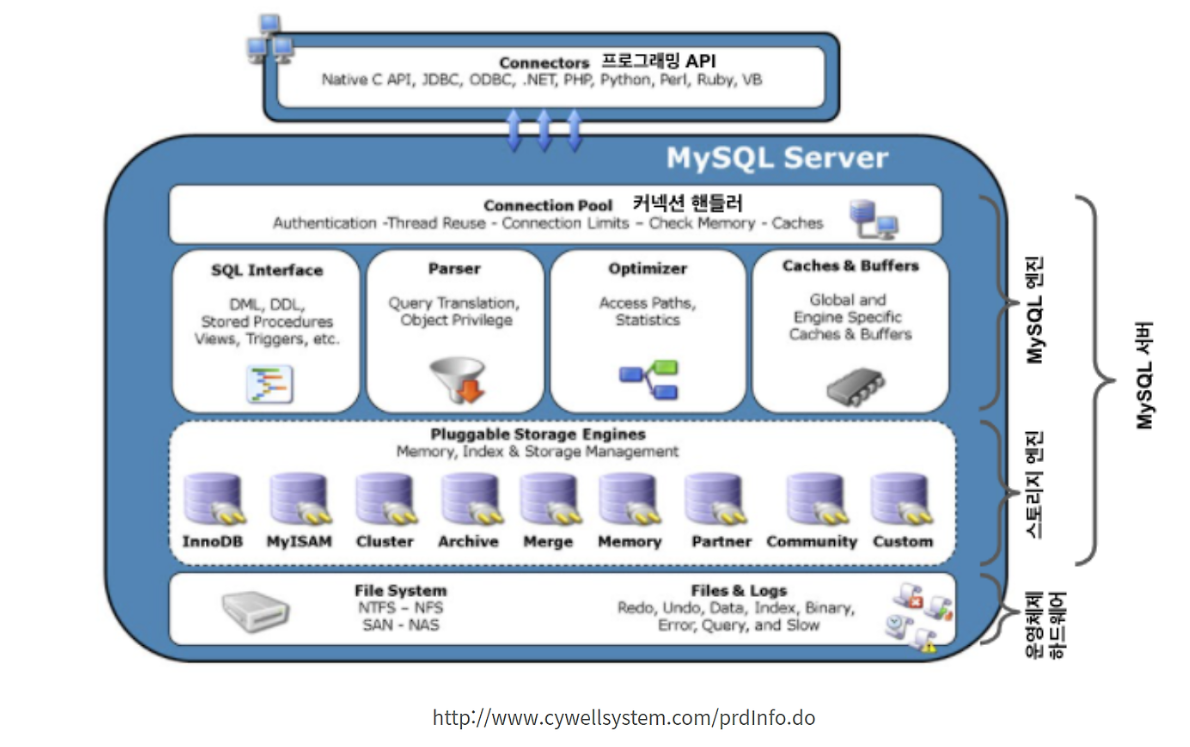 Connectors 프로그래밍 API
Native C API, JDBC, ODBC, .NET, PHP, Python, Perl, Ruby, VB
MySQL Server
Connection Pool 커넥션 핸들러
Authentication -Thread Reuse - Connection Limits – Check Memory - Caches
SQL Interface
DML, DDL,
Stored Procedures
Views, Triggers, etc.
Parser
Query Translation,
Object Privilege
Optimizer
Access Paths,
Statistics
Caches & Buffers
Global and
Engine Specific
Caches & Buffers
MySQL 엔진
Pluggable Storage Engines
Memory, Index & Storage Management
InnoDB MyISAM Cluster Archive Merge Memory Partner Community Custom
스토리지 엔진
MySQL 서버
File System
NTFS – NFS
SAN - NAS
Files & Logs
Redo, Undo, Data, Index, Binary,
Error, Query, and Slow
운영체제
하드웨어
http://www.cywellsystem.com/prdInfo.do